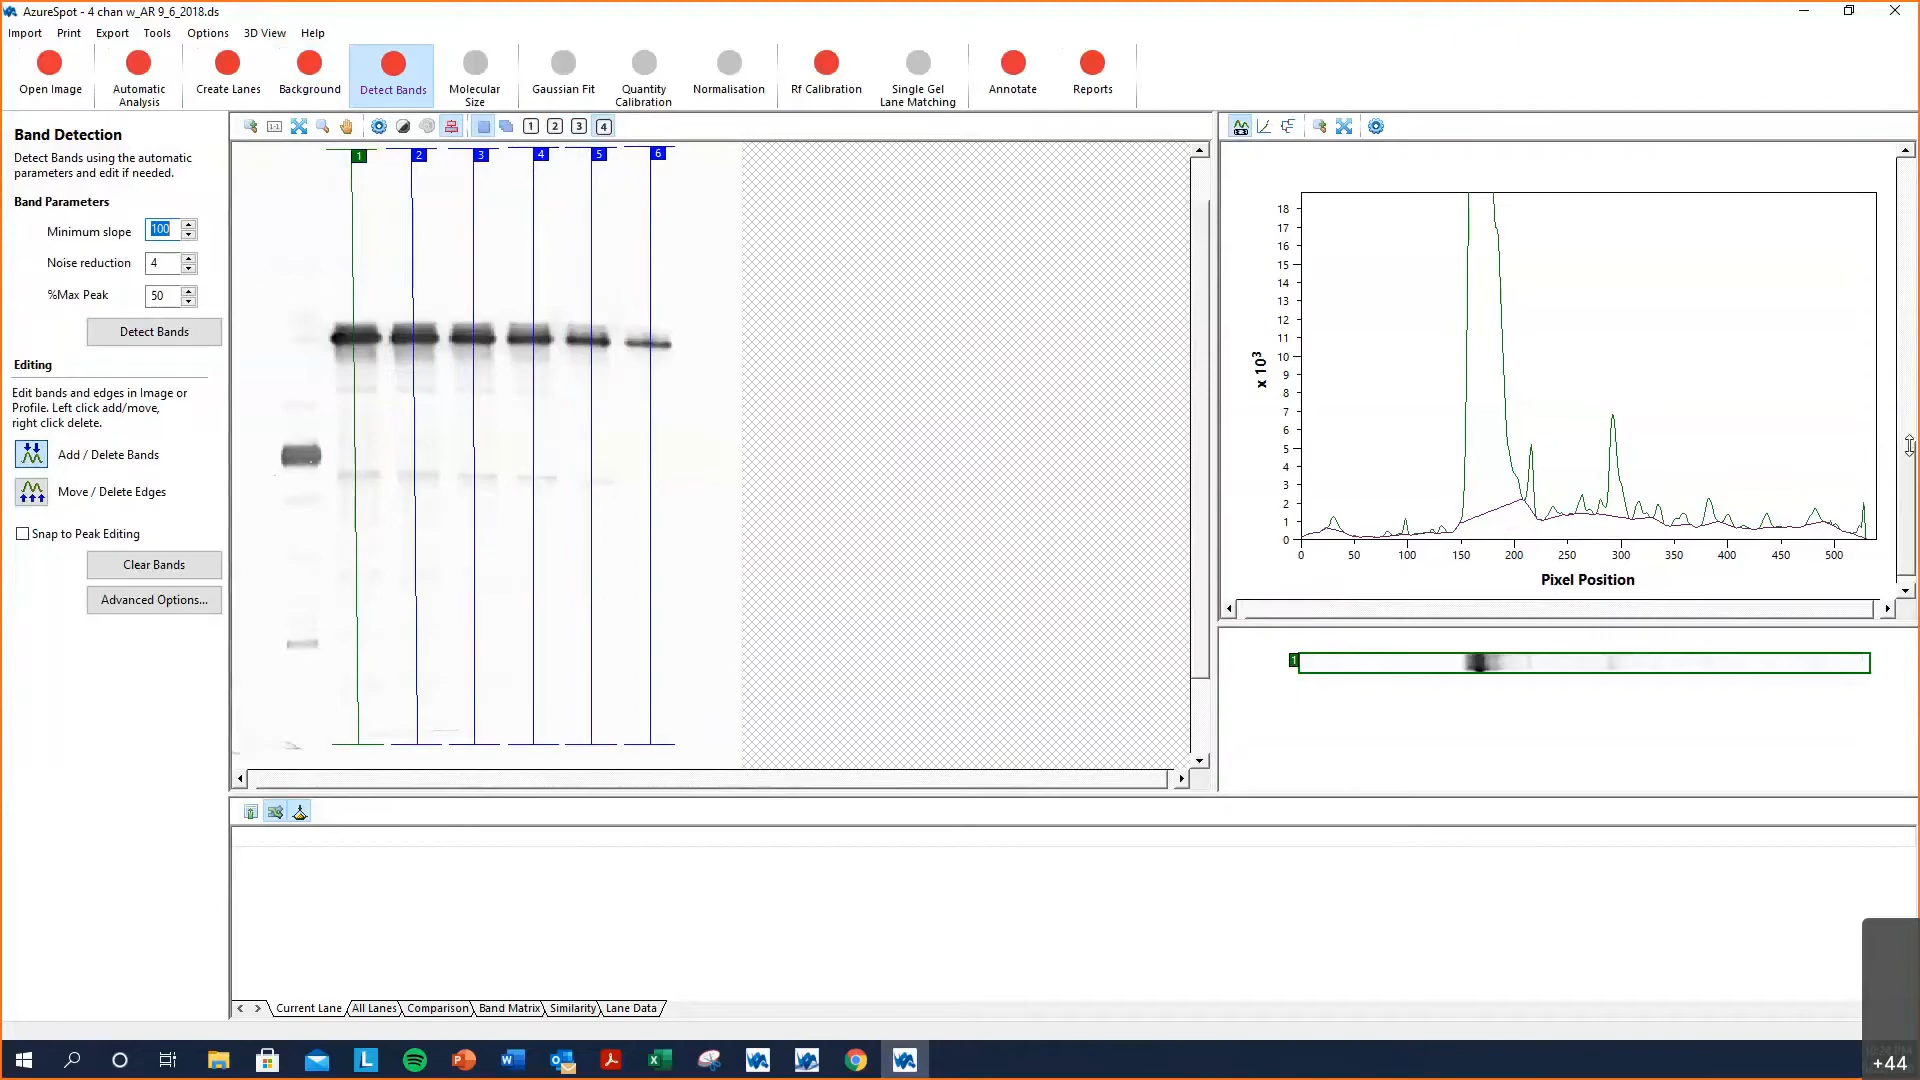 AzureSpot - 4 chan w_AR 9_6_2018.ds
Import Print Export Tools Options 3D View Help
Open Image
Automatic Analysis
Create Lanes
Background
Detect Bands
Molecular Size
Gaussian Fit
Quantity Calibration
Normalisation
Rf Calibration
Single Gel Lane Matching
Annotate
Reports
Band Detection
Detect Bands using the automatic
parameters and edit if needed.
Band Parameters
Minimum slope 100
Noise reduction 4
%Max Peak 50
Detect Bands
Editing
Edit bands and edges in Image or
Profile. Left click add/move,
right click delete.
Add / Delete Bands
Move / Delete Edges
Snap to Peak Editing
Clear Bands
Advanced Options...
1-1 1 2 3 4
1 2 3 4 5 6
18
17
16
15
14
13
12
11
10
9
8
7
6
5
4
3
2
1
0
x 10³
0 50 100 150 200 250 300 350 400 450 500
Pixel Position
1
Current Lane All Lanes Comparison Band Matrix Similarity Lane Data
+44